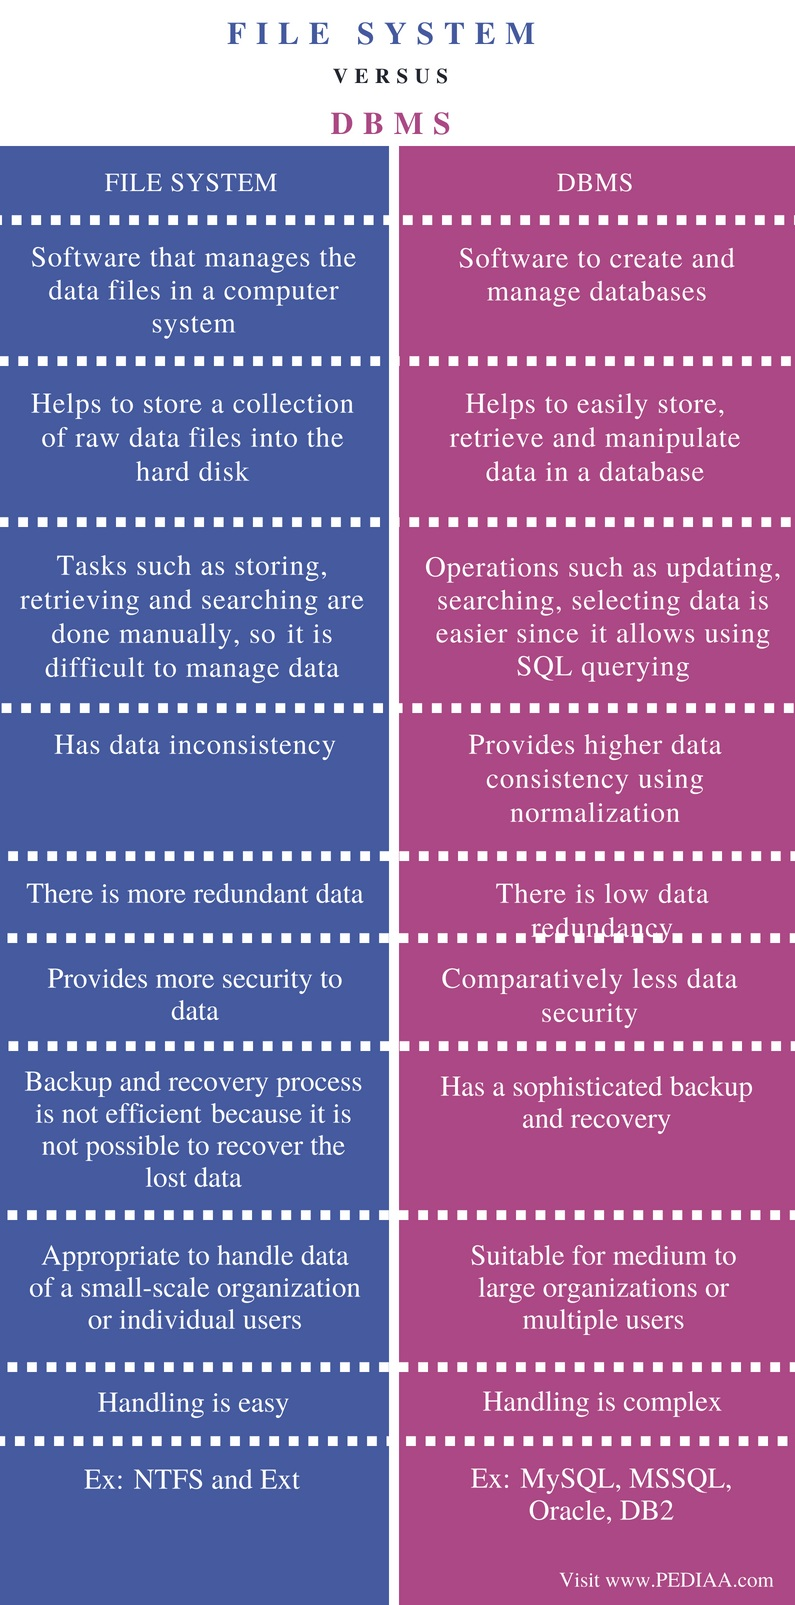 FILE SYSTEM
VERSUS
DBMS
FILE SYSTEM
Software that manages the
data files in a computer
system
Helps to store a collection
of raw data files into the
hard disk
Tasks such as storing,
retrieving and searching are
done manually, so it is
difficult to manage data
Has data inconsistency
There is more redundant data
Provides more security to
data
Backup and recovery process
is not efficient because it is
not possible to recover the
lost data
Appropriate to handle data
of a small-scale organization
or individual users
Handling is easy
Ex: NTFS and Ext
DBMS
Software to create and
manage databases
Helps to easily store,
retrieve and manipulate
data in a database
Operations such as updating,
searching, selecting data is
easier since it allows using
SQL querying
Provides higher data
consistency using
normalization
There is low data
redundancy
Comparatively less data
security
Has a sophisticated backup
and recovery
Suitable for medium to
large organizations or
multiple users
Handling is complex
Ex: MySQL, MSSQL,
Oracle, DB2
Visit www.PEDIAA.com